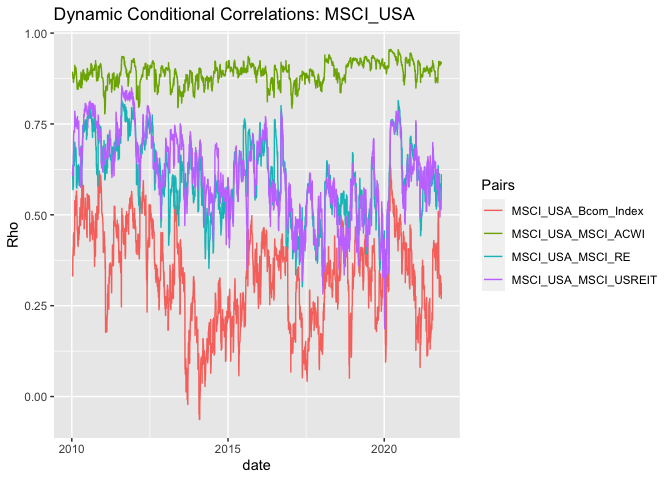 Dynamic Conditional Correlations: MSCI_USA
1.00
0.75
0.50
0.25
0.00
Rho
2010
2015
2020
date
Pairs
MSCI_USA_Bcom_Index
MSCI_USA_MSCI_ACWI
MSCI_USA_MSCI_RE
MSCI_USA_MSCI_USREIT